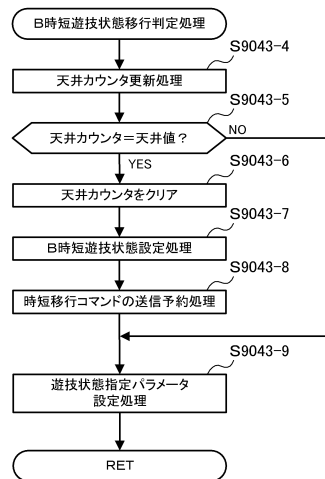 B時短遊技状態移行判定処理
S9043-4
天井カウンタ更新処理
S9043-5
天井カウンタ＝天井値？
NO
YES
S9043-6
天井カウンタをクリア
S9043-7
B時短遊技状態設定処理
S9043-8
時短移行コマンドの送信予約処理
S9043-9
遊技状態指定パラメータ
設定処理
RET